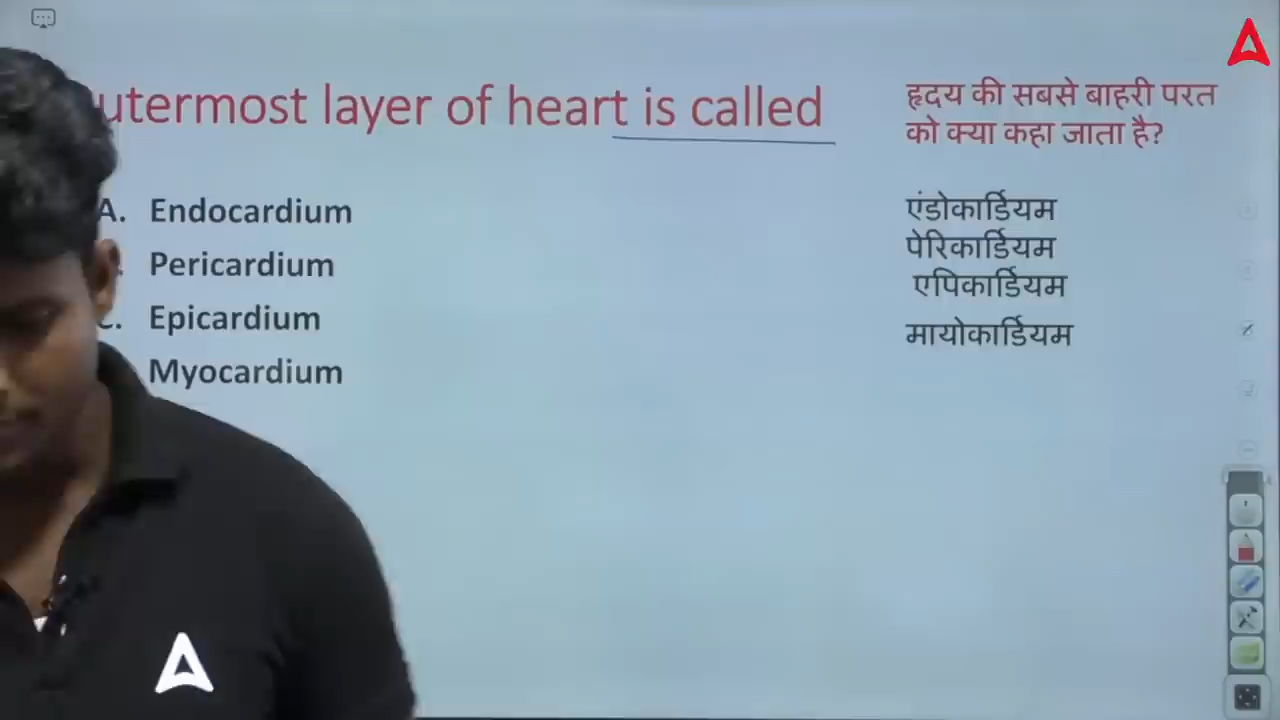 utermost layer of heart is called
हृदय की सबसे बाहरी परत
को क्या कहा जाता है?
A. Endocardium
Pericardium
C. Epicardium
Myocardium
एंडोकार्डियम
पेरिकार्डियम
एपिकार्डियम
मायोकार्डियम